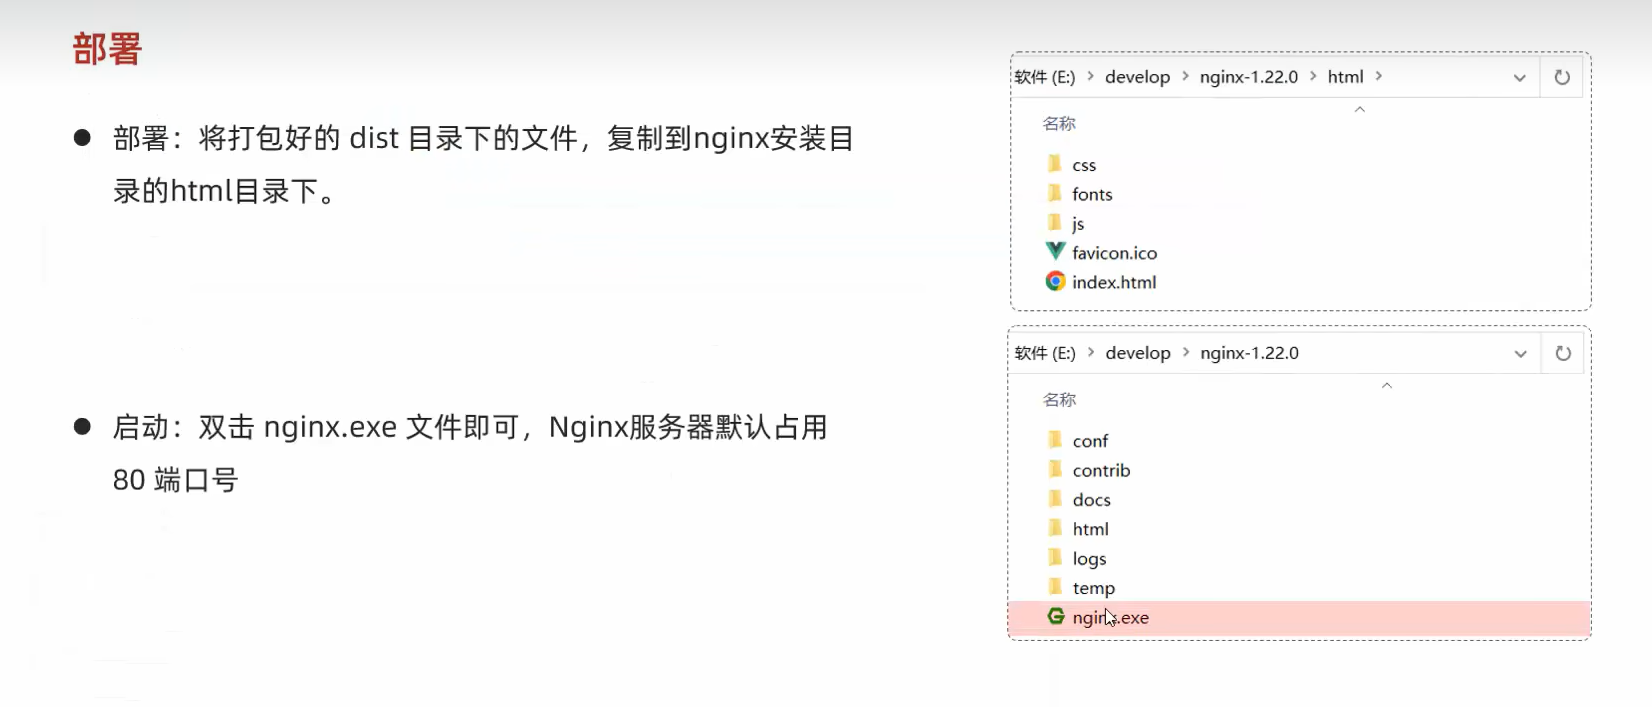 部署
● 部署：将打包好的 dist 目录下的文件，复制到nginx安装目
录的html目录下。
● 启动：双击 nginx.exe 文件即可，Nginx服务器默认占用
80 端口号
软件 (E:) > develop > nginx-1.22.0 > html >
名称
css
fonts
js
favicon.ico
index.html
软件 (E:) > develop > nginx-1.22.0
名称
conf
contrib
docs
html
logs
temp
nginx.exe